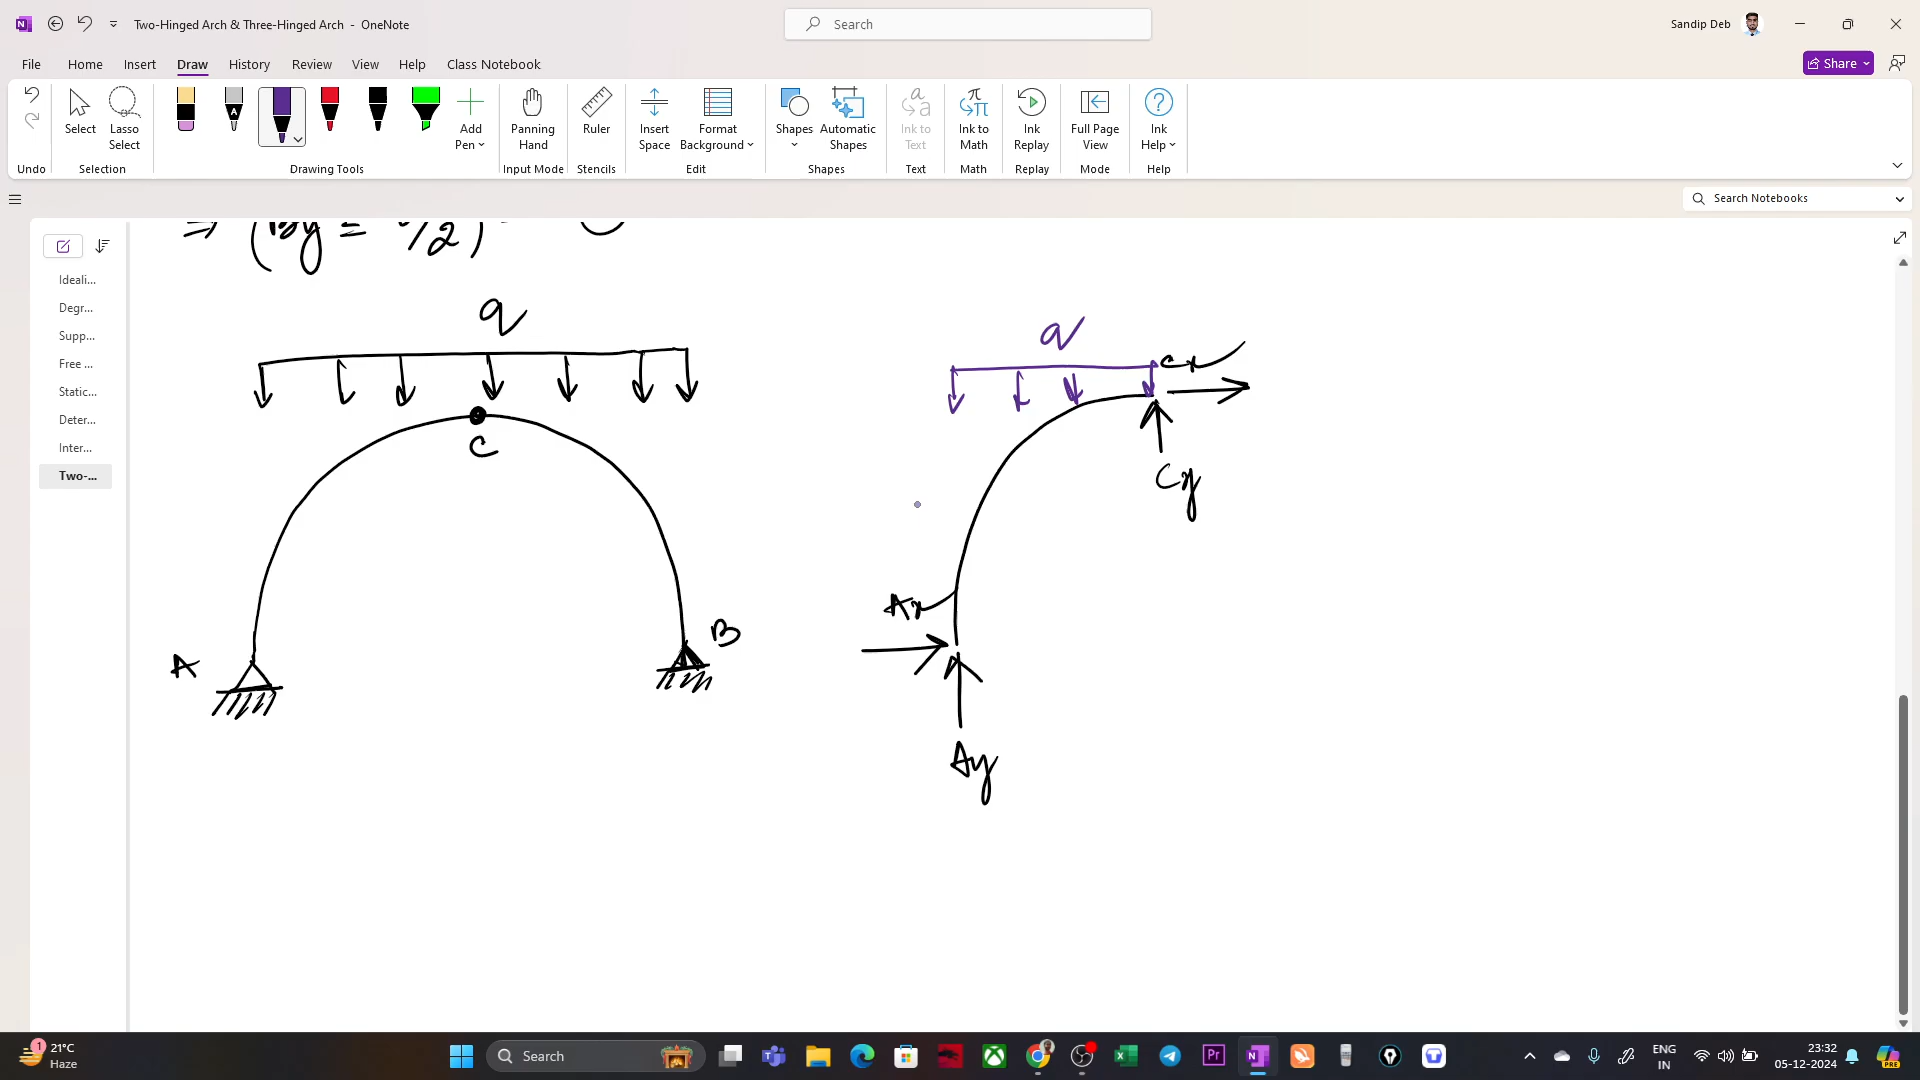 Two-Hinged Arch & Three-Hinged Arch - OneNote
Search
Sandip Deb
File Home Insert Draw History Review View Help Class Notebook
Share
Select
Lasso Select
Add Pen
Panning Hand
Ruler
Insert Space
Format Background
Shapes
Automatic Shapes
Ink to Text
Ink to Math
Ink Replay
Full Page View
Ink Help
Undo Selection Drawing Tools Input Mode Stencils Edit Shapes Text Math Replay Mode Help
Search Notebooks
Ideali...
Degr...
Supp...
Free ...
Static...
Deter...
Inter...
Two-...
q
C
A
B
q
Cx
Cy
Ax
Ay
1
21°C
Haze
Search
ENG
IN
23:32
05-12-2024